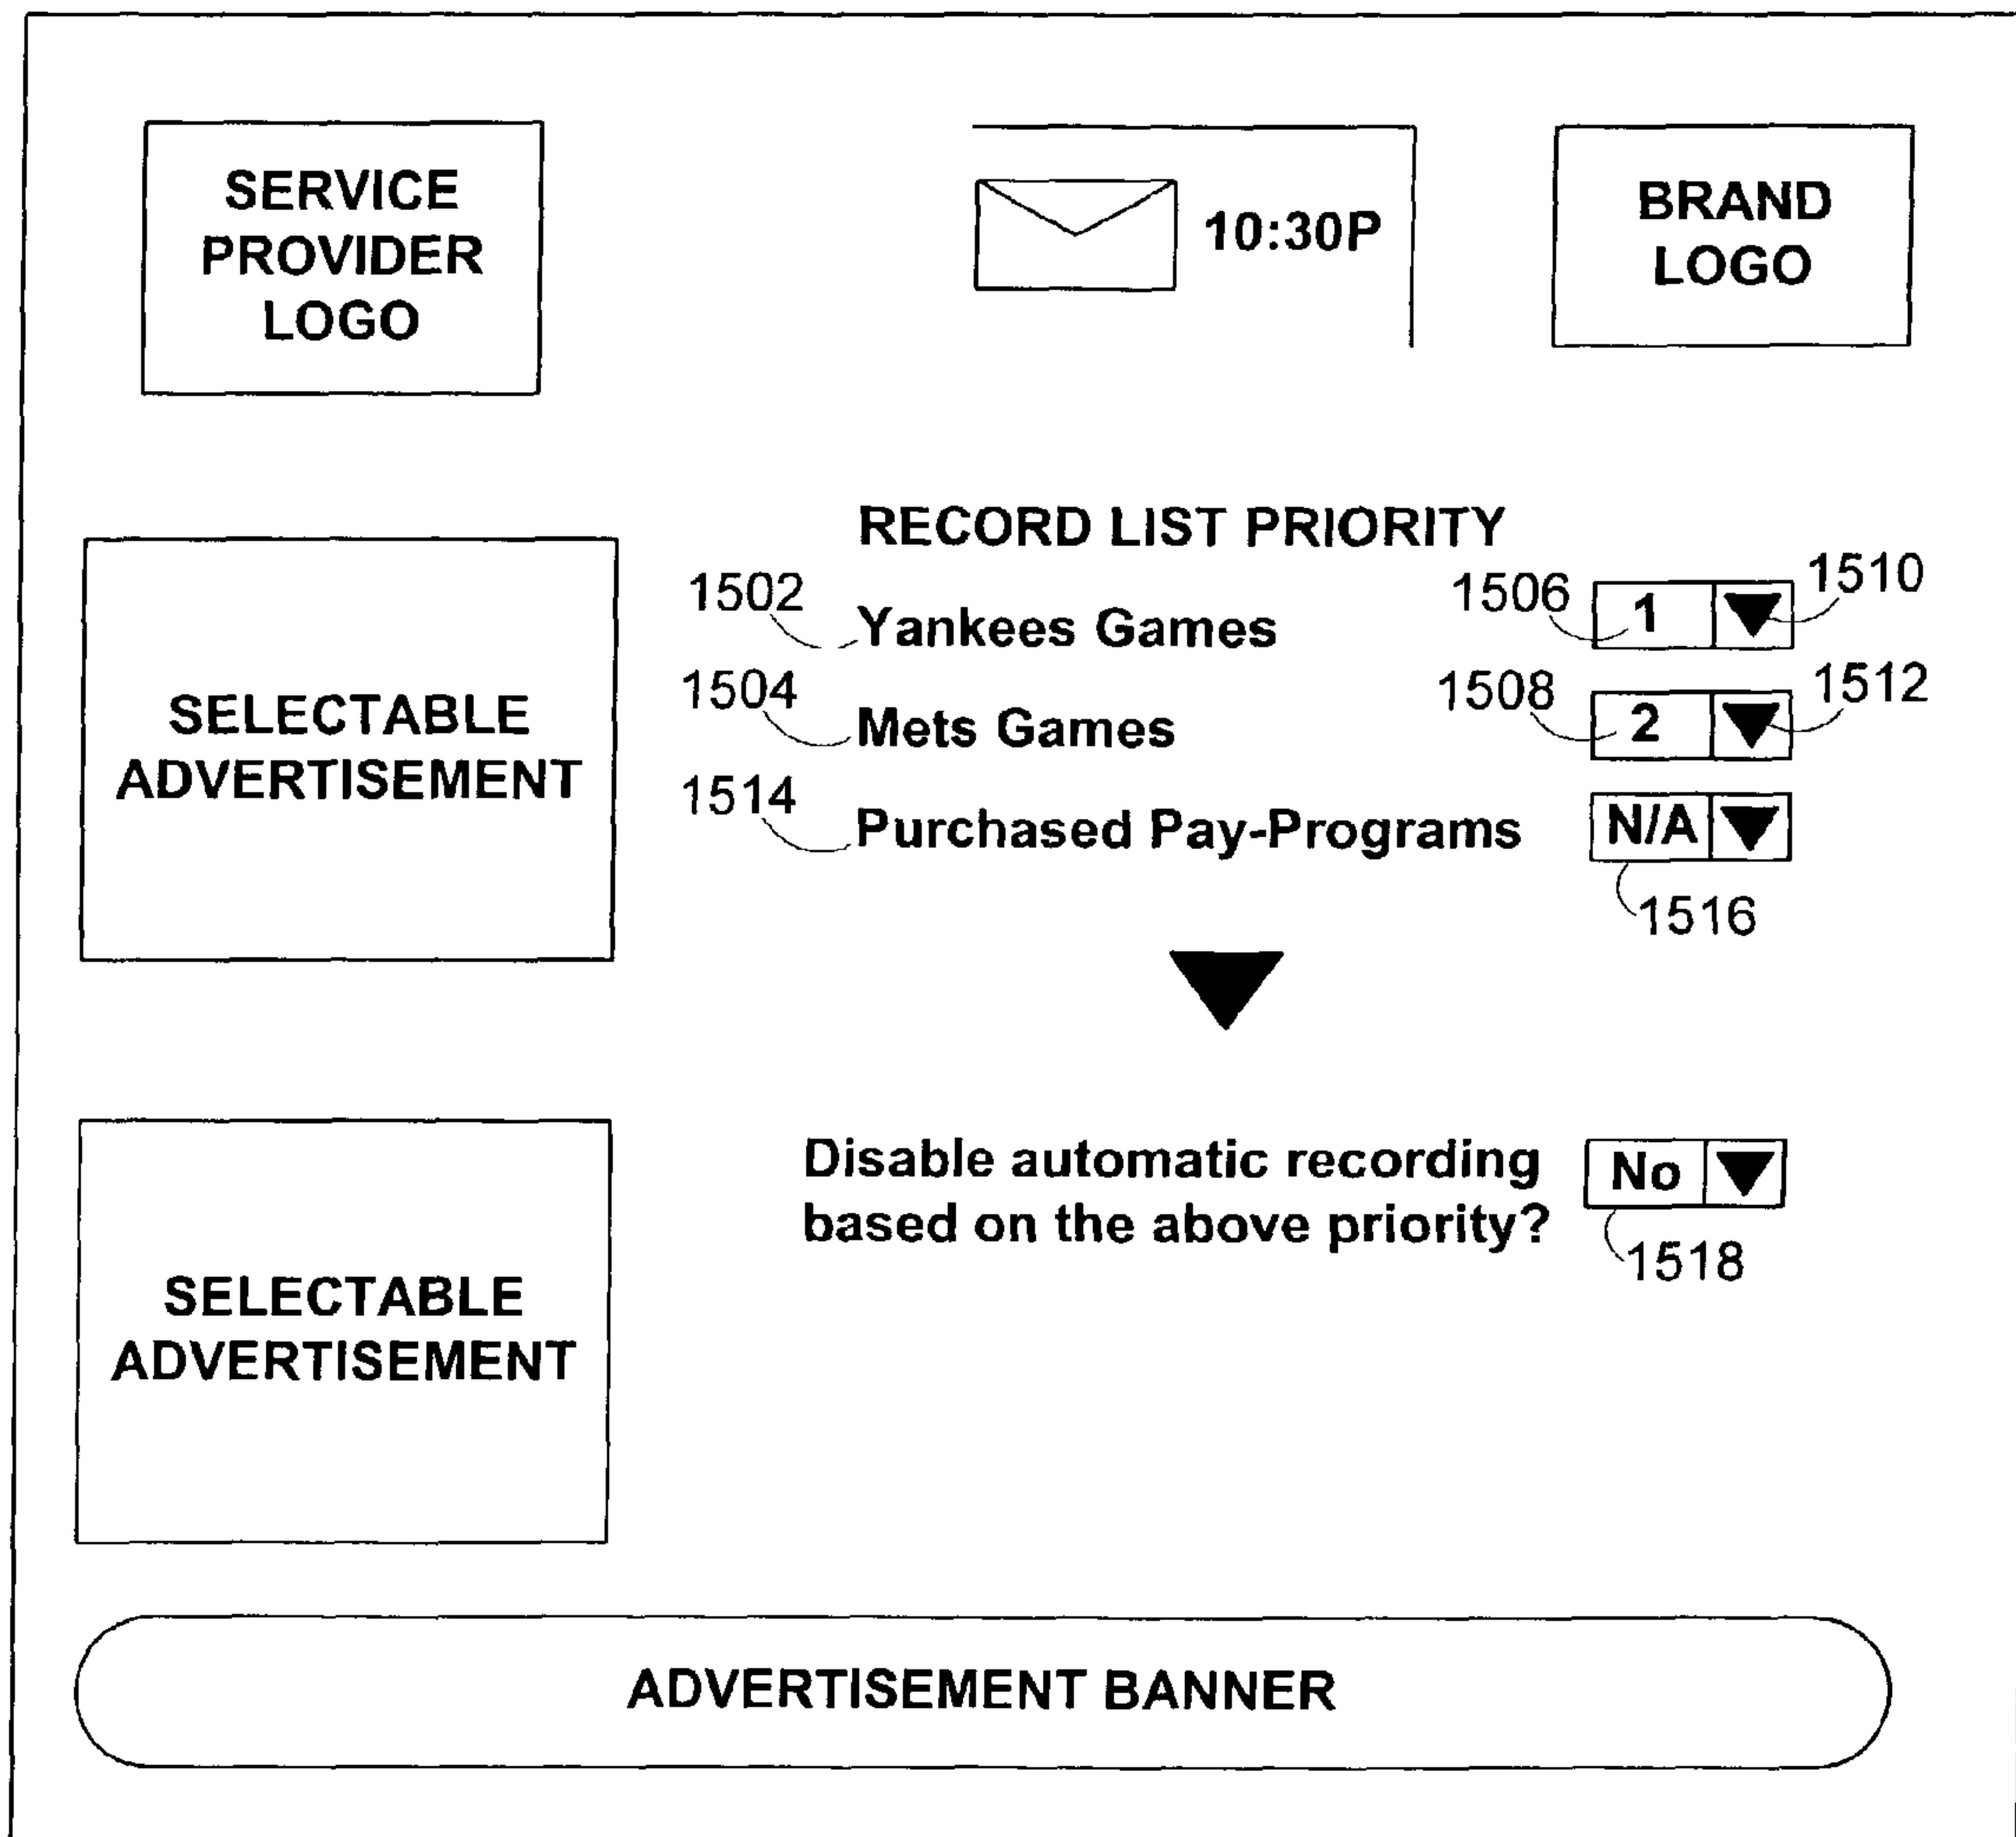 SERVICE
PROVIDER
LOGO
10:30P
BRAND
LOGO
RECORD LIST PRIORITY
1502 Yankees Games 1506 1 1510
1504 Mets Games 1508 2 1512
1514 Purchased Pay-Programs N/A
1516
SELECTABLE
ADVERTISEMENT
Disable automatic recording No
based on the above priority?
1518
SELECTABLE
ADVERTISEMENT
ADVERTISEMENT BANNER